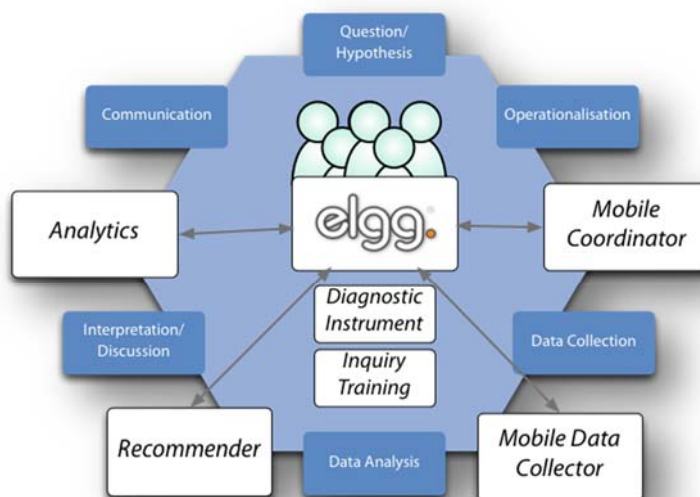 Question/
Hypothesis
Communication
Operationalisation
Analytics
elgg.
Mobile
Coordinator
Diagnostic
Instrument
Interpretation/
Discussion
Data Collection
Inquiry
Training
Recommender
Data Analysis
Mobile Data
Collector